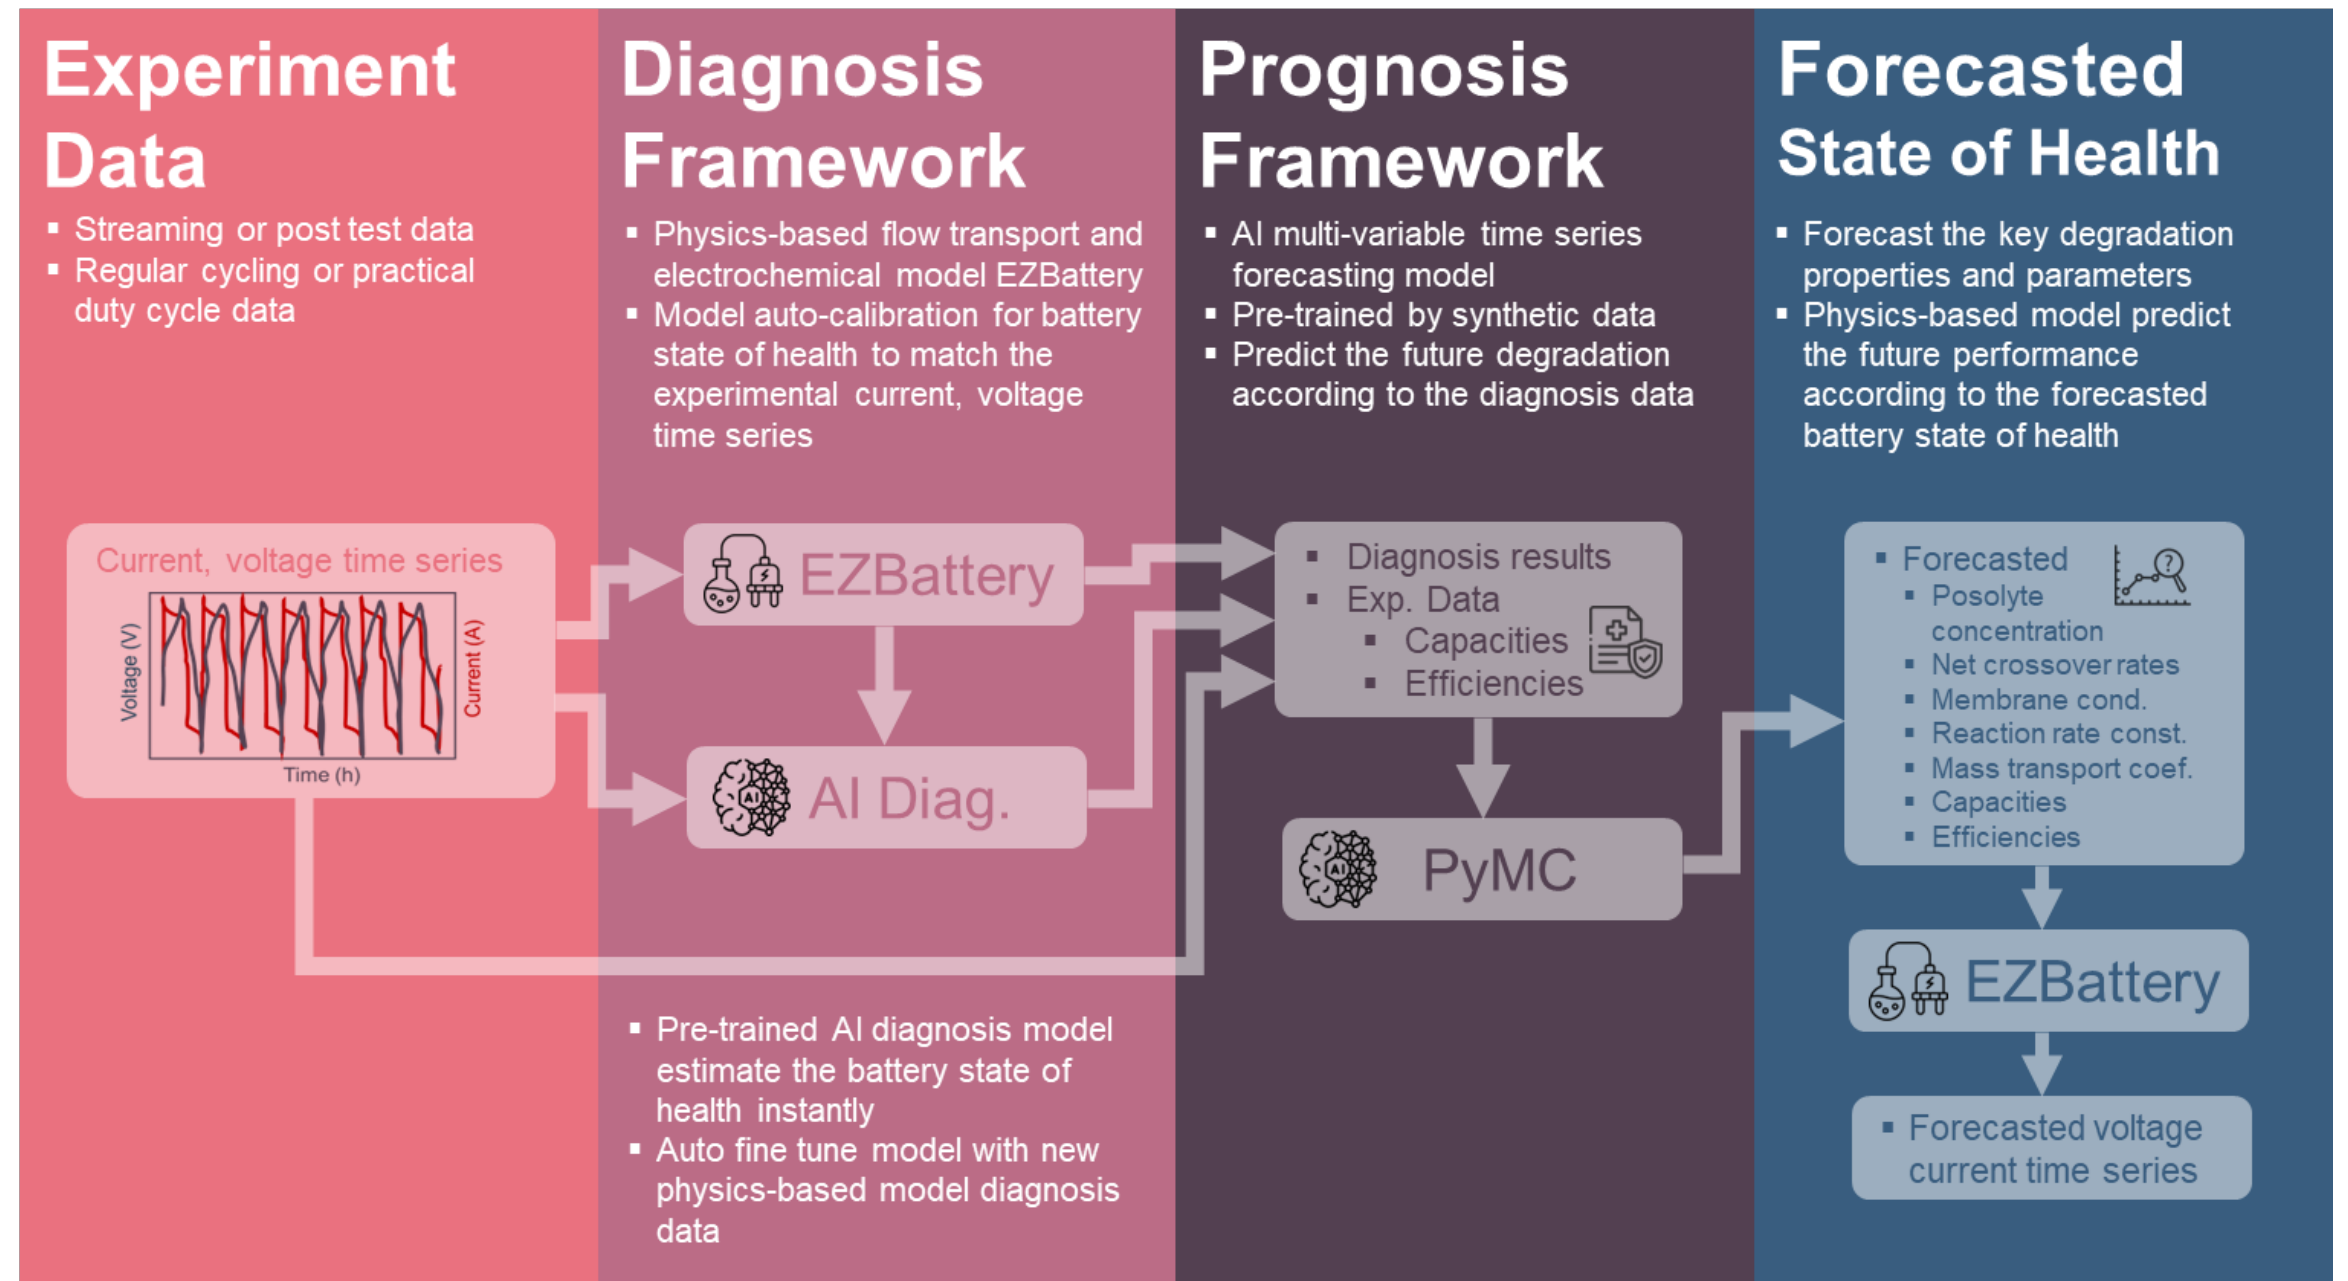 Experiment
Data
▪ Streaming or post test data
▪ Regular cycling or practical
duty cycle data
Current, voltage time series
Voltage (V)
Current (A)
Time (h)
Diagnosis
Framework
▪ Physics-based flow transport and
electrochemical model EZBattery
▪ Model auto-calibration for battery
state of health to match the
experimental current, voltage
time series
EZBattery
AI
AI Diag.
▪ Pre-trained AI diagnosis model
estimate the battery state of
health instantly
▪ Auto fine tune model with new
physics-based model diagnosis
data
Prognosis
Framework
▪ AI multi-variable time series
forecasting model
▪ Pre-trained by synthetic data
▪ Predict the future degradation
according to the diagnosis data
▪ Diagnosis results
▪ Exp. Data
▪ Capacities
▪ Efficiencies
AI
PyMC
Forecasted
State of Health
▪ Forecast the key degradation
properties and parameters
▪ Physics-based model predict
the future performance
according to the forecasted
battery state of health
▪ Forecasted
?
▪ Posolyte
concentration
▪ Net crossover rates
▪ Membrane cond.
▪ Reaction rate const.
▪ Mass transport coef.
▪ Capacities
▪ Efficiencies
EZBattery
▪ Forecasted voltage
current time series